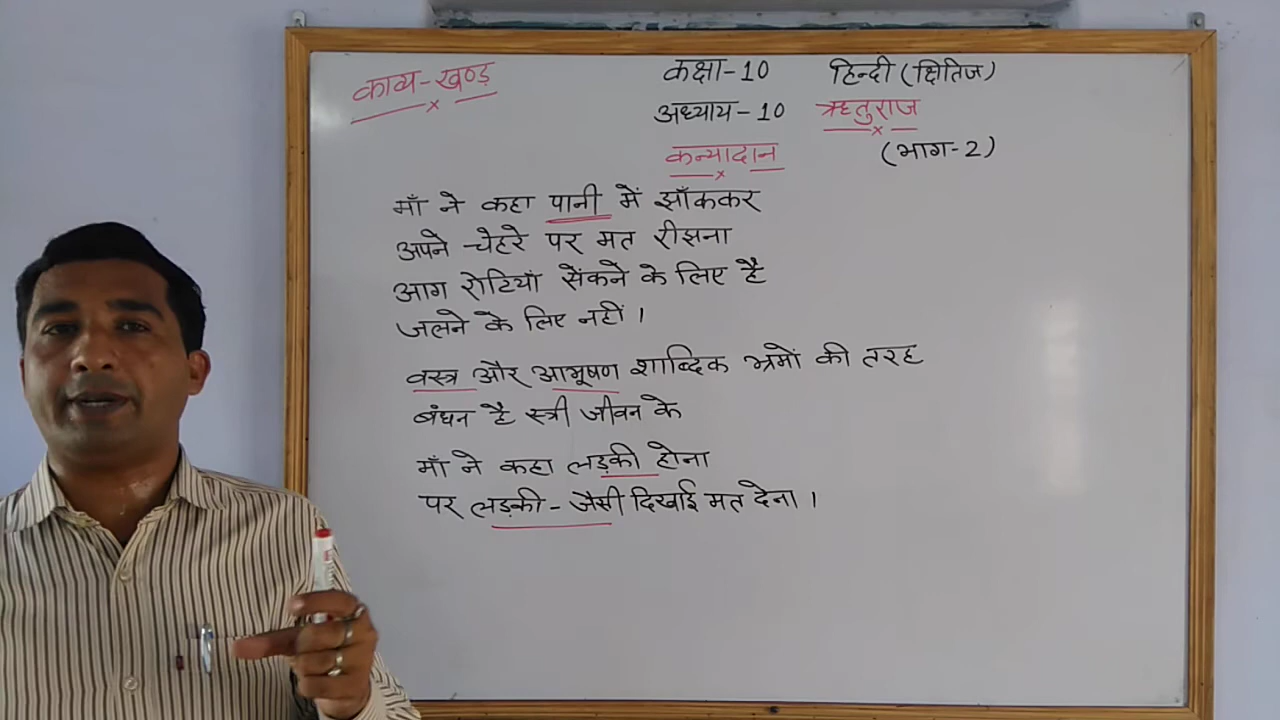 काव्य-खण्ड
कक्षा-10 हिन्दी (क्षितिज)
अध्याय-10 ऋतुराज
कन्यादान (भाग-2)
माँ ने कहा पानी में झाँककर
अपने चेहरे पर मत रीझना
आग रोटियाँ सेंकने के लिए है
जलने के लिए नहीं।
वस्त्र और आभूषण शाब्दिक भ्रमों की तरह
बंधन है स्त्री जीवन के
माँ ने कहा लड़की होना
पर लड़की-जैसी दिखाई मत देना।